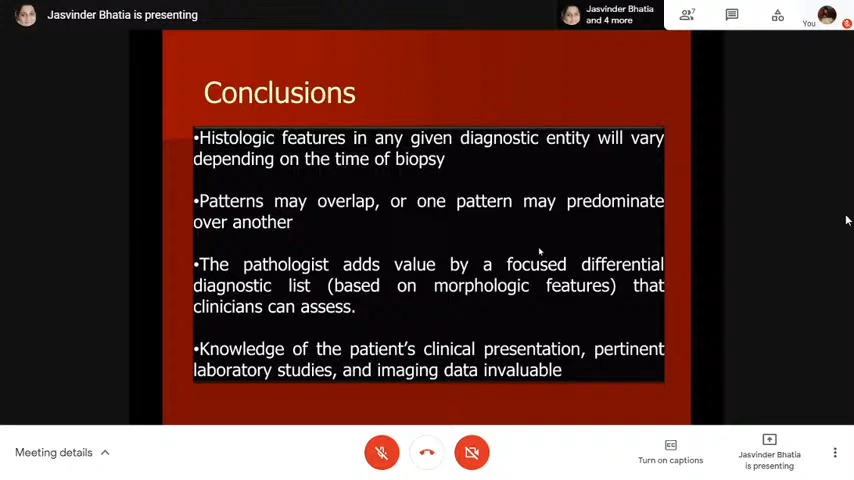 Jasvinder Bhatia is presenting
Jasvinder Bhatia
and 4 more
7
You
Conclusions
•Histologic features in any given diagnostic entity will vary
depending on the time of biopsy
•Patterns may overlap, or one pattern may predominate
over another
•The pathologist adds value by a focused differential
diagnostic list (based on morphologic features) that
clinicians can assess.
•Knowledge of the patient's clinical presentation, pertinent
laboratory studies, and imaging data invaluable
Meeting details
CC
Turn on captions
Jasvinder Bhatia
is presenting